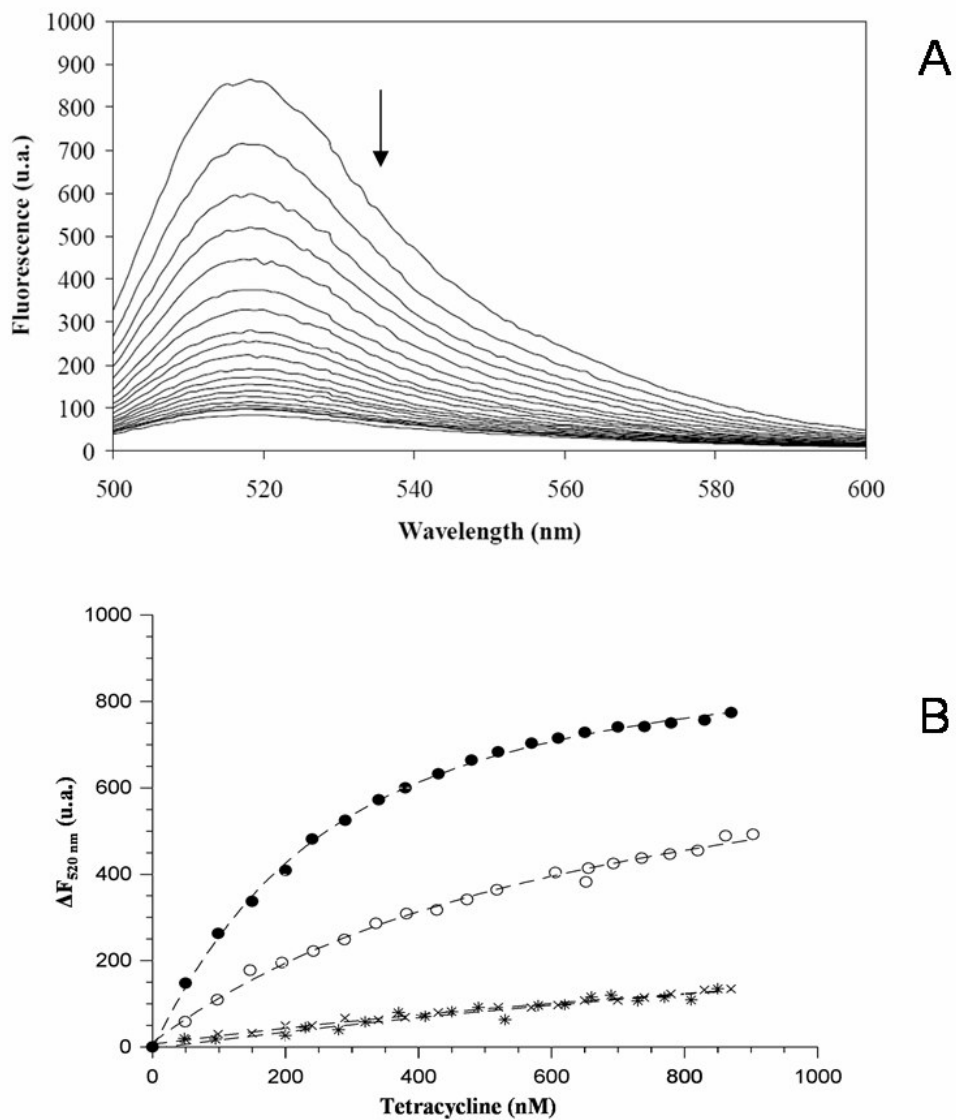 1000
900
800
700
600
500
400
300
200
100
0
Fluorescence (u.a.)
500 520 540 560 580 600
Wavelength (nm)
A
1000
800
600
400
200
0
ΔF520 nm (u.a.)
0 200 400 600 800 1000
Tetracycline (nM)
B